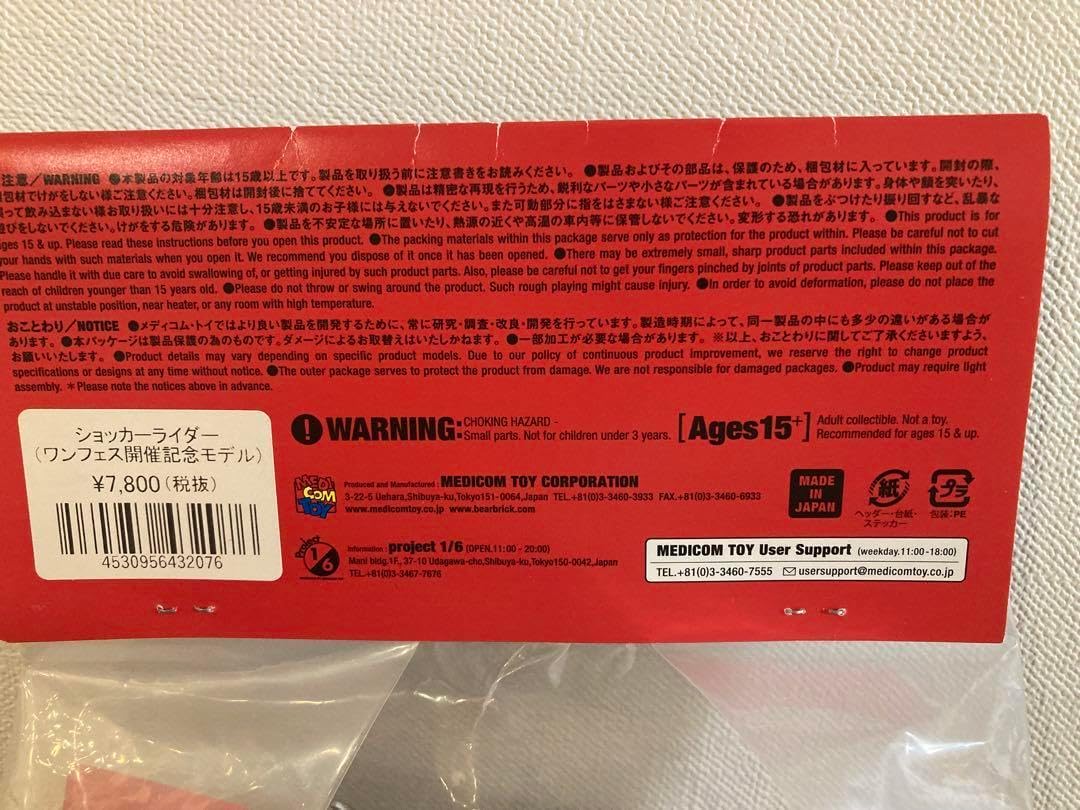 注意/WARNING ●本製品の対象年齢は15歳以上です。製品を取り扱う前に注意書きをお読みください。 ●製品およびその部品は、保護のため、梱包材に入っています。開封の際、
包材でけがをしない様ご注意ください。梱包材は開封後に捨ててください。 ●製品は精密な再現を行うため、鋭利なパーツや小さなパーツが含まれている場合があります。身体や顔を突いたり、
って飲み込まない様お取り扱いには十分注意し、15歳未満のお子様には与えないでください。また可動部分に指をはさまない様ご注意ください。 ●製品をぶつけたり振り回すなど、乱暴な
びをしないでください。けがをする危険があります。 ●製品を不安定な場所に置いたり、熱源の近くや高温の車内等に保管しないでください。変形する恐れがあります。 ●This product is for
ages 15 & up. Please read these instructions before you open this product. ●The packing materials within this package serve only as protection for the product within. Please be careful not to cut
your hands with such materials when you open it. We recommend you dispose of it once it has been opened. ●There may be extremely small, sharp product parts included within this package.
Please handle it with due care to avoid swallowing of, or getting injured by such product parts. Also, please be careful not to get your fingers pinched by joints of product parts. Please keep out of the
reach of children younger than 15 years old. ●Please do not throw or swing around the product. Such rough playing might cause injury. ●In order to avoid deformation, please do not place the
product at unstable position, near heater, or any room with high temperature.
おことわり/NOTICE ●メディコム・トイではより良い製品を開発するために、常に研究・調査・改良・開発を行っています。製造時期によって、同一製品の中にも多少の違いがある場合が
あります。 ●本パッケージは製品保護の為のものです。ダメージによるお取替えはいたしかねます。 ●一部加工が必要な場合があります。 ※以上、おことわりに関してご了承くださいますよう、
お願いいたします。 ●Product details may vary depending on specific product models. Due to our policy of continuous product improvement, we reserve the right to change product
specifications or designs at any time without notice. ●The outer package serves to protect the product from damage. We are not responsible for damaged packages. ●Product may require light
assembly. *Please note the notices above in advance.
ショッカーライダー
(ワンフェス開催記念モデル)
¥7,800(税抜)
4530956432076
WARNING: CHOKING HAZARD -
Small parts. Not for children under 3 years.
[Ages15+] Adult collectible. Not a toy.
Recommended for ages 15 & up.
MEDI COM TOY
Produced and Manufactured : MEDICOM TOY CORPORATION
3-22-5 Uehara,Shibuya-ku,Tokyo151-0064,Japan TEL.+81(0)3-3460-3933 FAX.+81(0)3-3460-6933
www.medicomtoy.co.jp www.bearbrick.com
MADE IN JAPAN
紙
ヘッダー・台紙・
ステッカー
プラ
包装:PE
Project 1/6
Information : project 1/6 (OPEN.11:00 - 20:00)
Mani bldg.1F., 37-10 Udagawa-cho,Shibuya-ku,Tokyo150-0042,Japan
TEL.+81(0)3-3467-7676
MEDICOM TOY User Support (weekday.11:00-18:00)
TEL.+81(0)3-3460-7555 usersupport@medicomtoy.co.jp